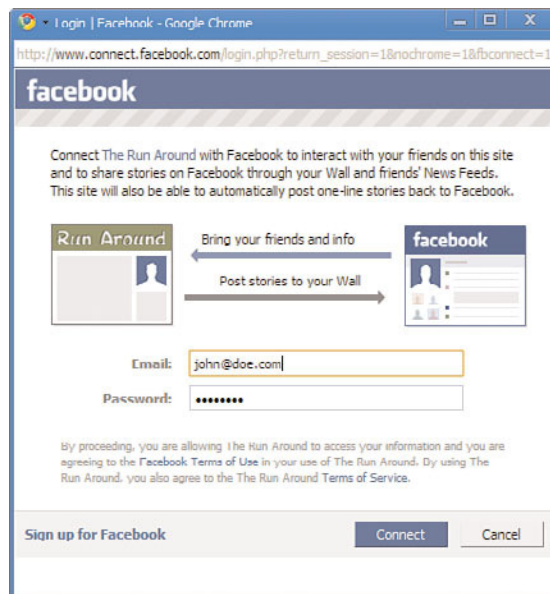 Login | Facebook - Google Chrome
http://www.connect.facebook.com/login.php?return_session=1&nochrome=1&fbconnect=1
facebook
Connect The Run Around with Facebook to interact with your friends on this site
and to share stories on Facebook through your Wall and friends' News Feeds.
This site will also be able to automatically post one-line stories back to Facebook.
Run Around
Bring your friends and info
facebook
Post stories to your Wall
Email: john@doe.com
Password: ••••••••
By proceeding, you are allowing The Run Around to access your information and you are
agreeing to the Facebook Terms of Use in your use of The Run Around. By using The
Run Around, you also agree to the The Run Around Terms of Service.
Sign up for Facebook
Connect
Cancel